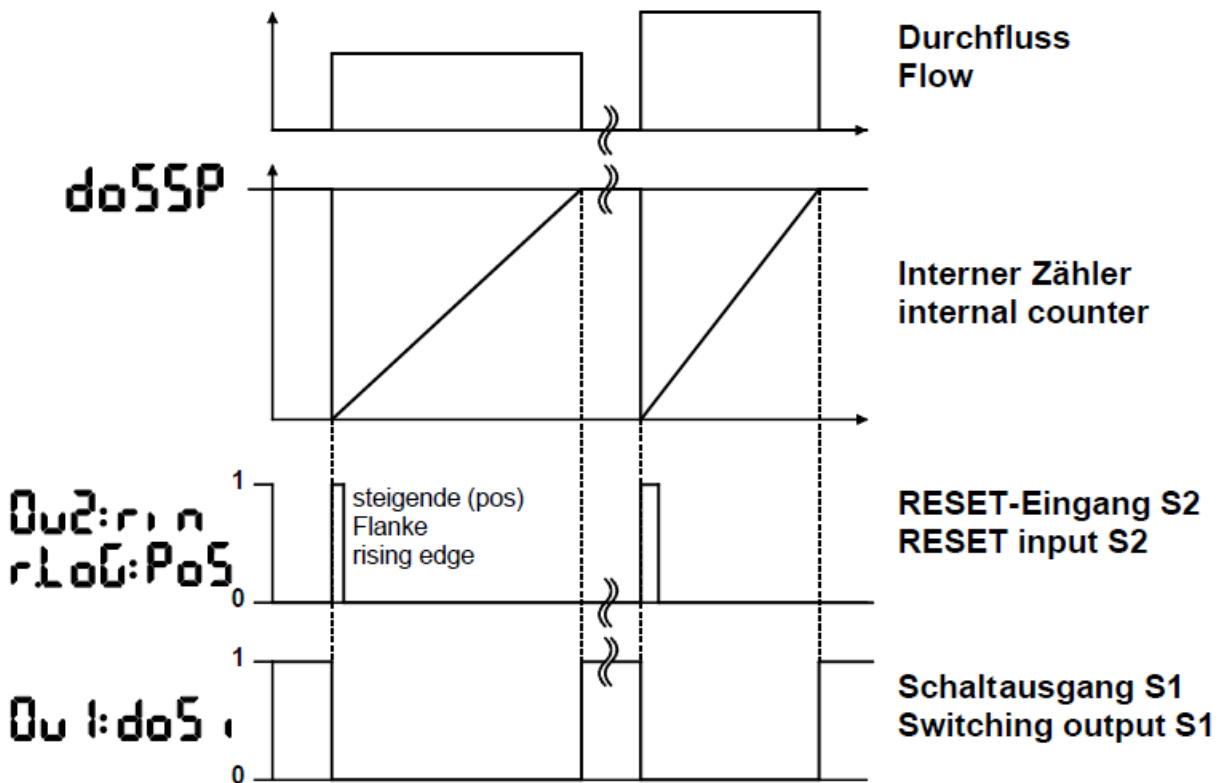 Durchfluss
Flow
doSSP
Interner Zähler
internal counter
1
steigende (pos)
Flanke
rising edge
Ou2:rin
r.LoG:PoS
RESET-Eingang S2
RESET input S2
0
1
Ou1:doSi
Schaltausgang S1
Switching output S1
0